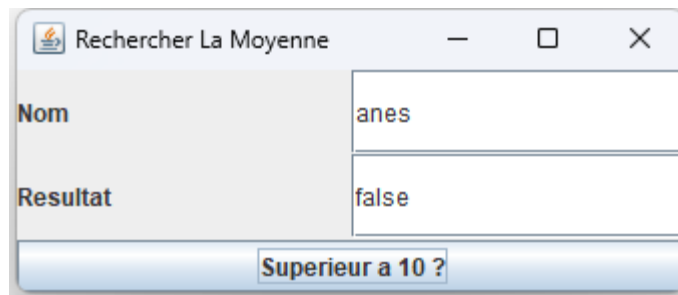 Rechercher La Moyenne
Nom anes
Resultat false
Superieur a 10 ?